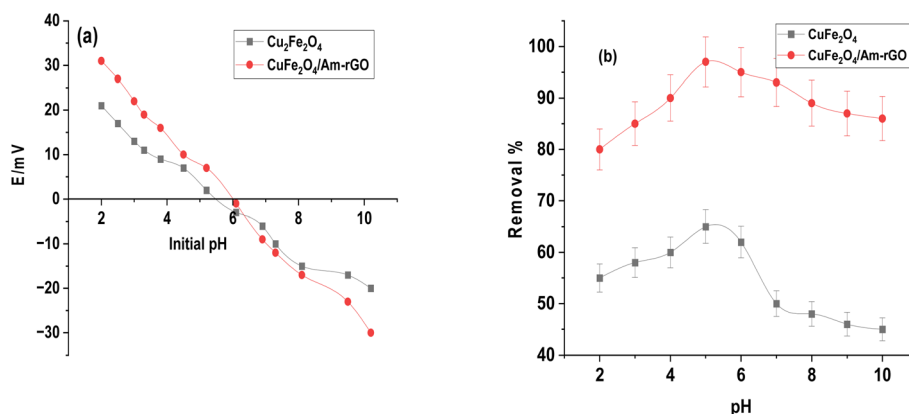 (a)
Cu₂Fe₂O₄
CuFe₂O₄/Am-rGO
E/mV
40
30
20
10
0
−10
−20
−30
2
4
6
8
10
Initial pH
(b)
CuFe₂O₄
CuFe₂O₄/Am-rGO
Removal %
100
90
80
70
60
50
40
2
4
6
8
10
pH